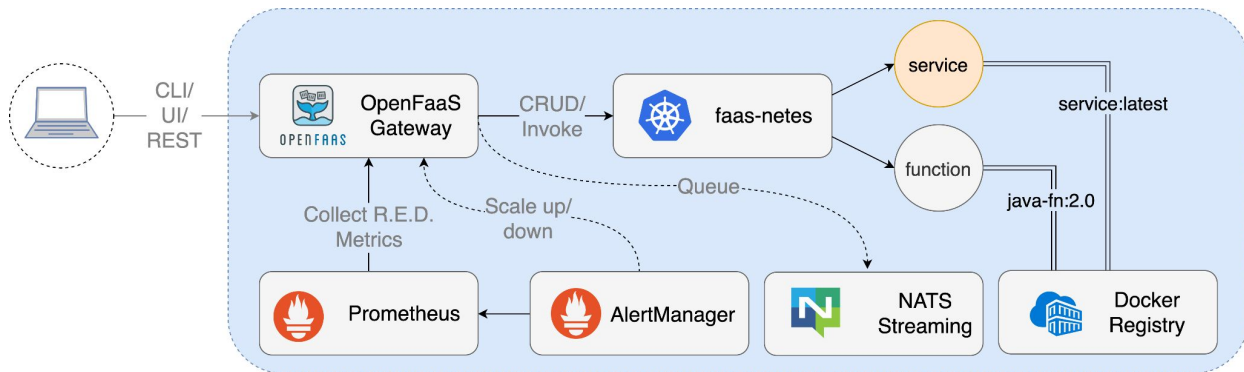 CLI/
UI/
REST
OPENFAAS
OpenFaaS
Gateway
CRUD/
Invoke
faas-netes
service
function
service:latest
java-fn:2.0
Queue
Collect R.E.D.
Metrics
Scale up/
down
Prometheus
AlertManager
N
NATS
Streaming
Docker
Registry